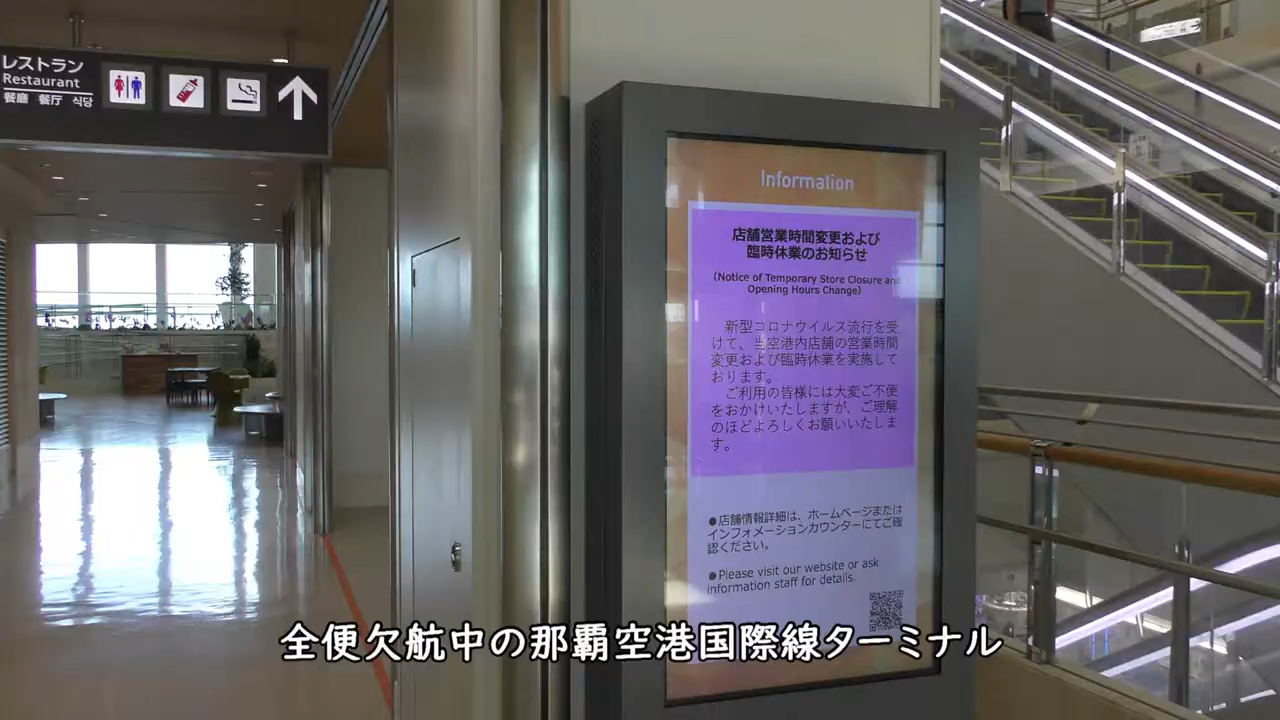 レストラン
Restaurant
餐廳 餐厅 식당
Information
店舗営業時間変更および
臨時休業のお知らせ
(Notice of Temporary Store Closure and
Opening Hours Change)
新型コロナウイルス流行を受
けて、当空港内店舗の営業時間
変更および臨時休業を実施して
おります。
ご利用の皆様には大変ご不便
をおかけいたしますが、ご理解
のほどよろしくお願いいたしま
す。
●店舗情報詳細は、ホームページまたは
インフォメーションカウンターにてご確
認ください。
●Please visit our website or ask
information staff for details.
全便欠航中の那覇空港国際線ターミナル